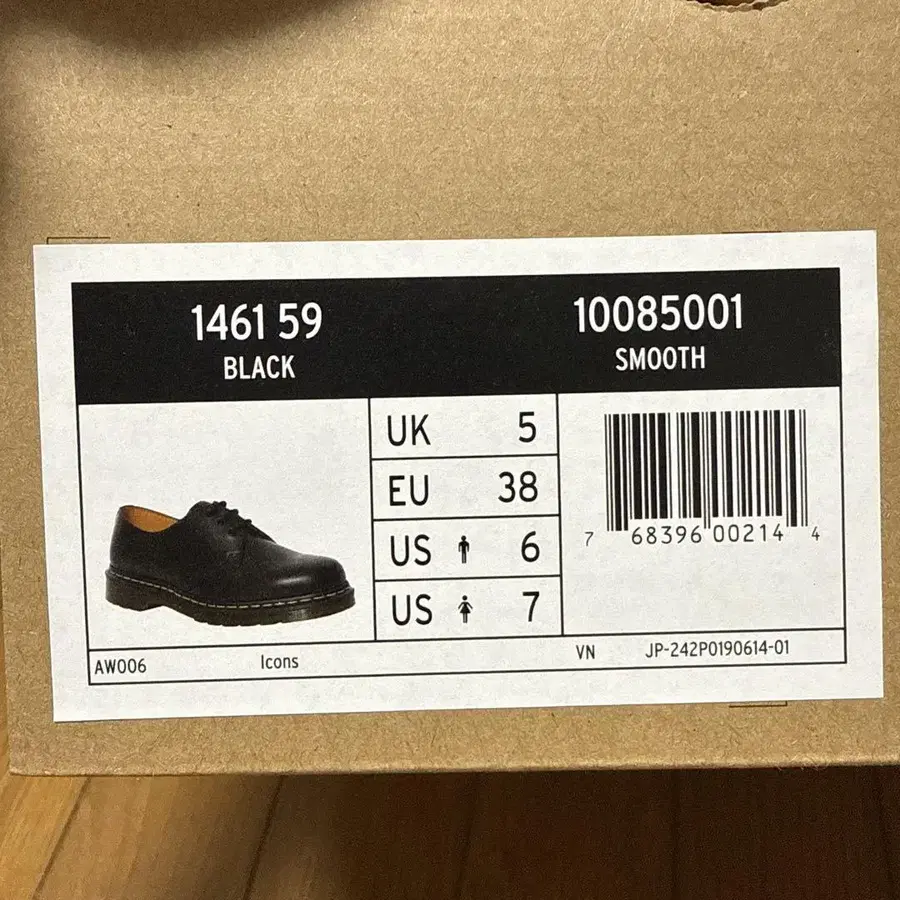 1461 59
BLACK
10085001
SMOOTH
UK 5
EU 38
US 6
US 7
7 68396 00214 4
AW006
Icons
VN
JP-242P0190614-01